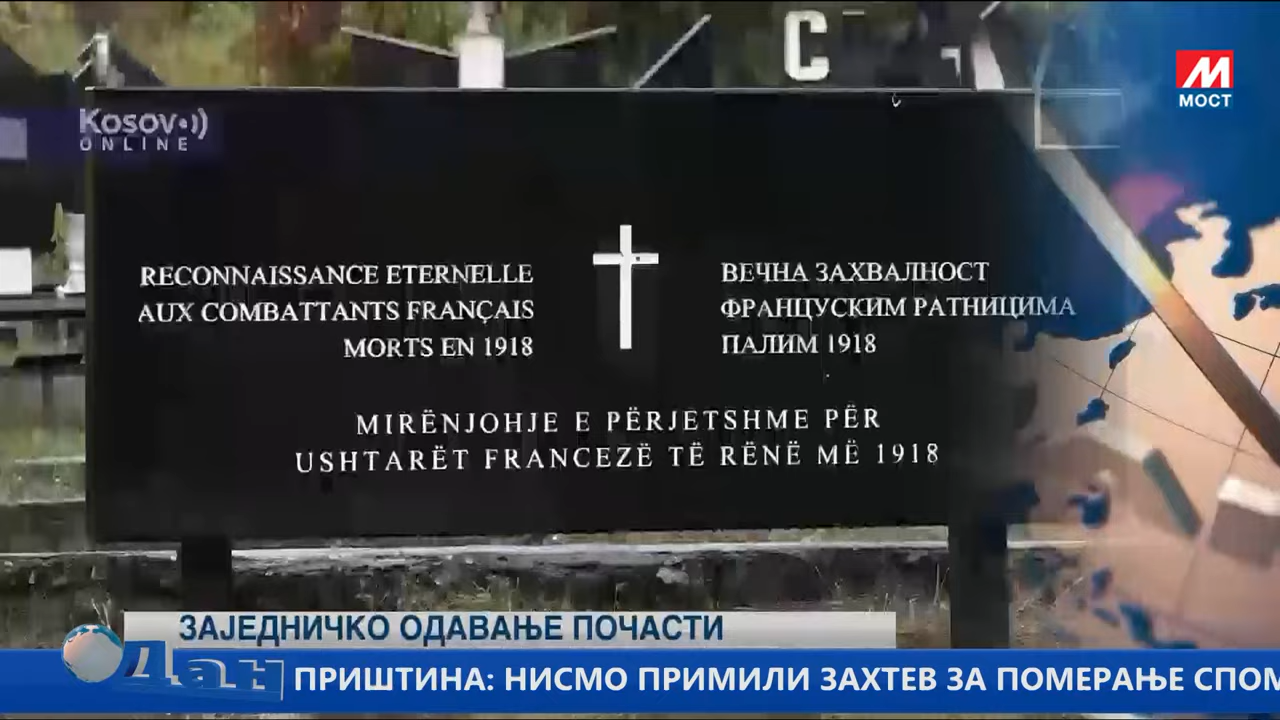 C
Kosovo
ONLINE
М
МОСТ
RECONNAISSANCE ETERNELLE
AUX COMBATTANTS FRANÇAIS
MORTS EN 1918
ВЕЧНА ЗАХВАЛНОСТ
ФРАНЦУСКИМ РАТНИЦИМА
ПАЛИМ 1918
MIRËNJOHJE E PËRJETSHME PËR
USHTARËT FRANCEZË TË RËNË MË 1918
ЗАЈЕДНИЧКО ОДАВАЊЕ ПОЧАСТИ
Дан
ПРИШТИНА: НИСМО ПРИМИЛИ ЗАХТЕВ ЗА ПОМЕРАЊЕ СПОМ